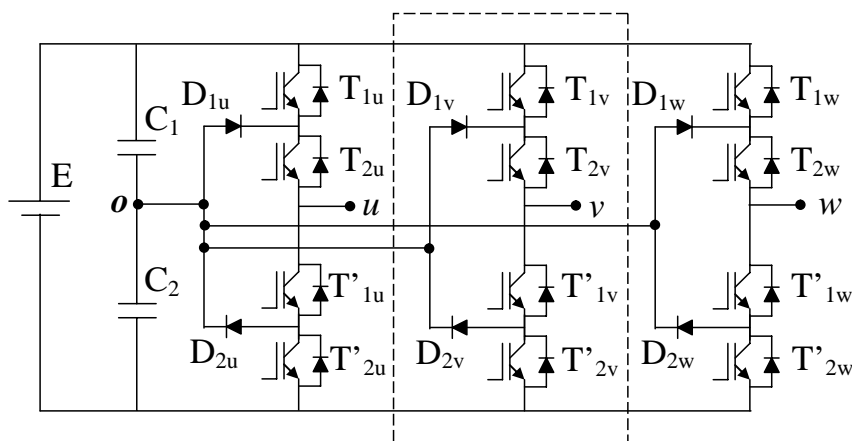 D1u T1u D1v T1v D1w T1w
C1
E T2u T2v T2w
o u v w
C2 T'1u T'1v T'1w
D2u T'2u D2v T'2v D2w T'2w